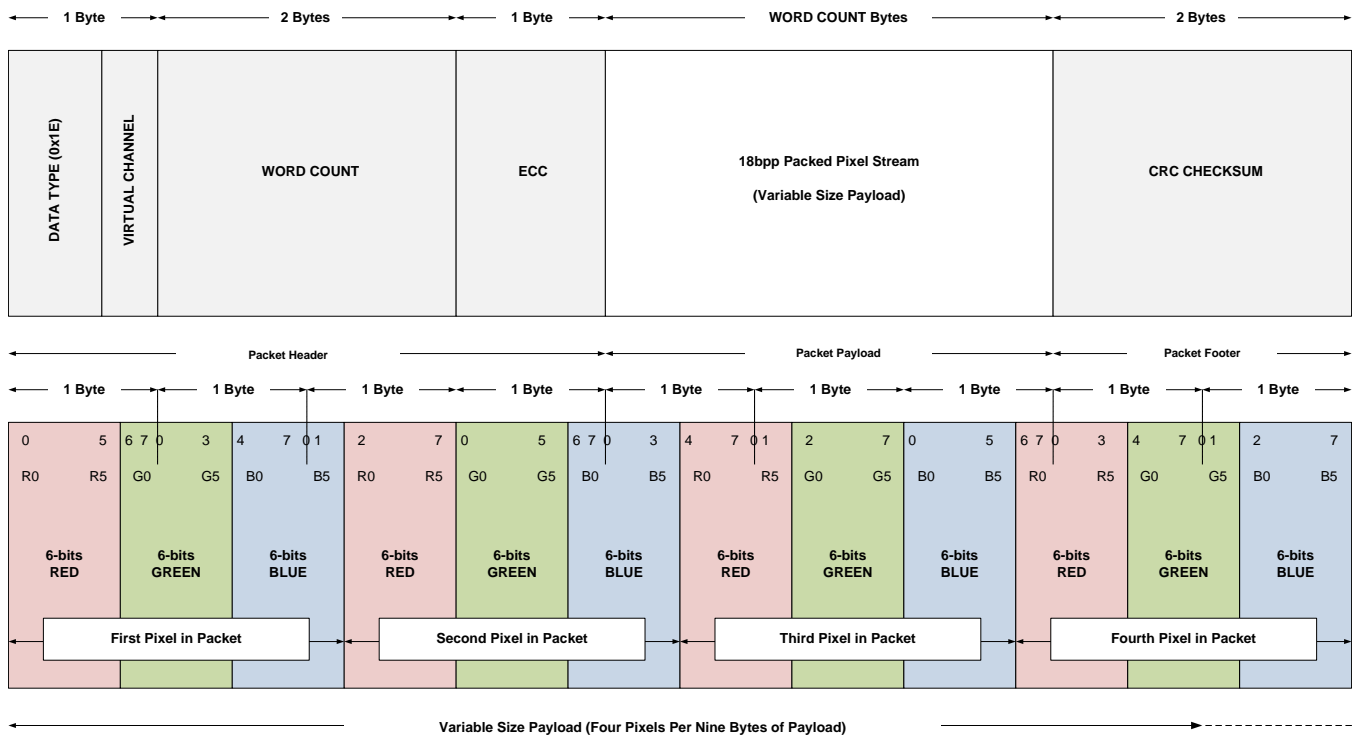 1 Byte 2 Bytes 1 Byte WORD COUNT Bytes 2 Bytes
DATA TYPE (0x1E)
VIRTUAL CHANNEL
WORD COUNT
ECC
18bpp Packed Pixel Stream
(Variable Size Payload)
CRC CHECKSUM
Packet Header Packet Payload Packet Footer
1 Byte 1 Byte 1 Byte 1 Byte 1 Byte 1 Byte 1 Byte 1 Byte 1 Byte
0 5 6 7 0 3 4 7 0 1 2 7 0 5 6 7 0 3 4 7 0 1 2 7 0 5 6 7 0 3 4 7 0 1 2 7
R0 R5 G0 G5 B0 B5 R0 R5 G0 G5 B0 B5 R0 R5 G0 G5 B0 B5 R0 R5 G0 G5 B0 B5
6-bits 6-bits 6-bits 6-bits 6-bits 6-bits 6-bits 6-bits 6-bits 6-bits 6-bits 6-bits
RED GREEN BLUE RED GREEN BLUE RED GREEN BLUE RED GREEN BLUE
First Pixel in Packet Second Pixel in Packet Third Pixel in Packet Fourth Pixel in Packet
Variable Size Payload (Four Pixels Per Nine Bytes of Payload)